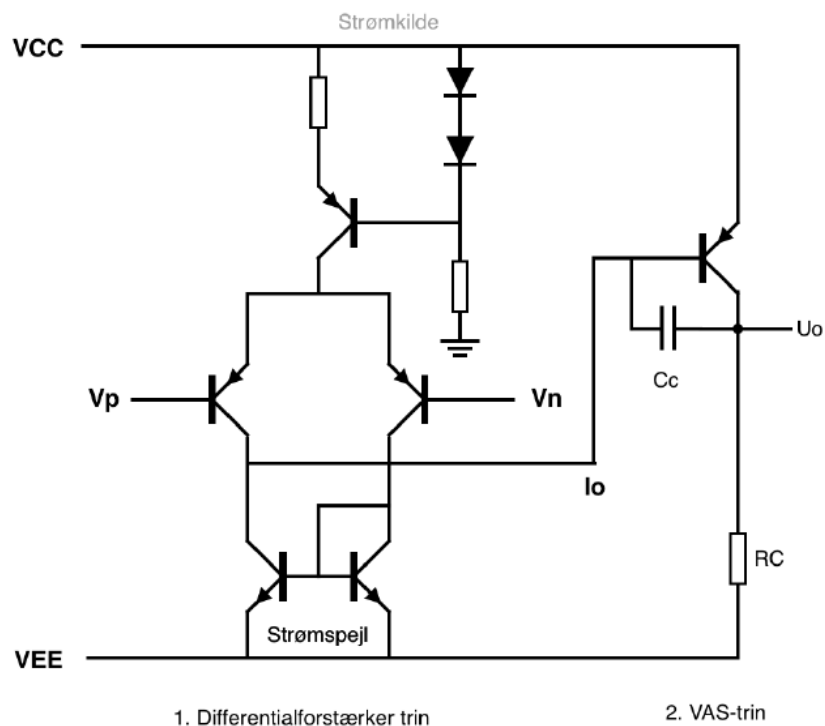 Strømkilde
VCC
Uo
Cc
Vp
Vn
Io
RC
Strømspejl
VEE
1. Differentialforstærker trin
2. VAS-trin